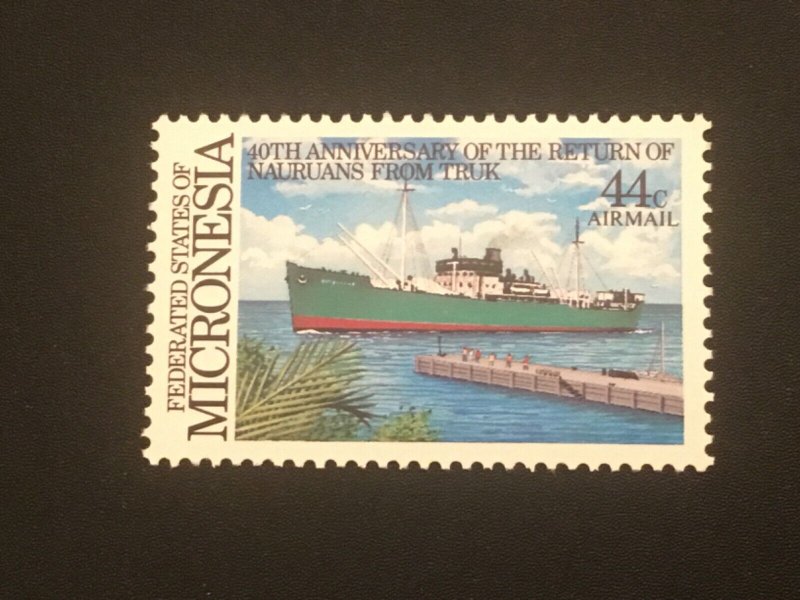 FEDERATED STATES OF
MICRONESIA
40TH ANNIVERSARY OF THE RETURN OF
NAURUANS FROM TRUK
44c
AIRMAIL